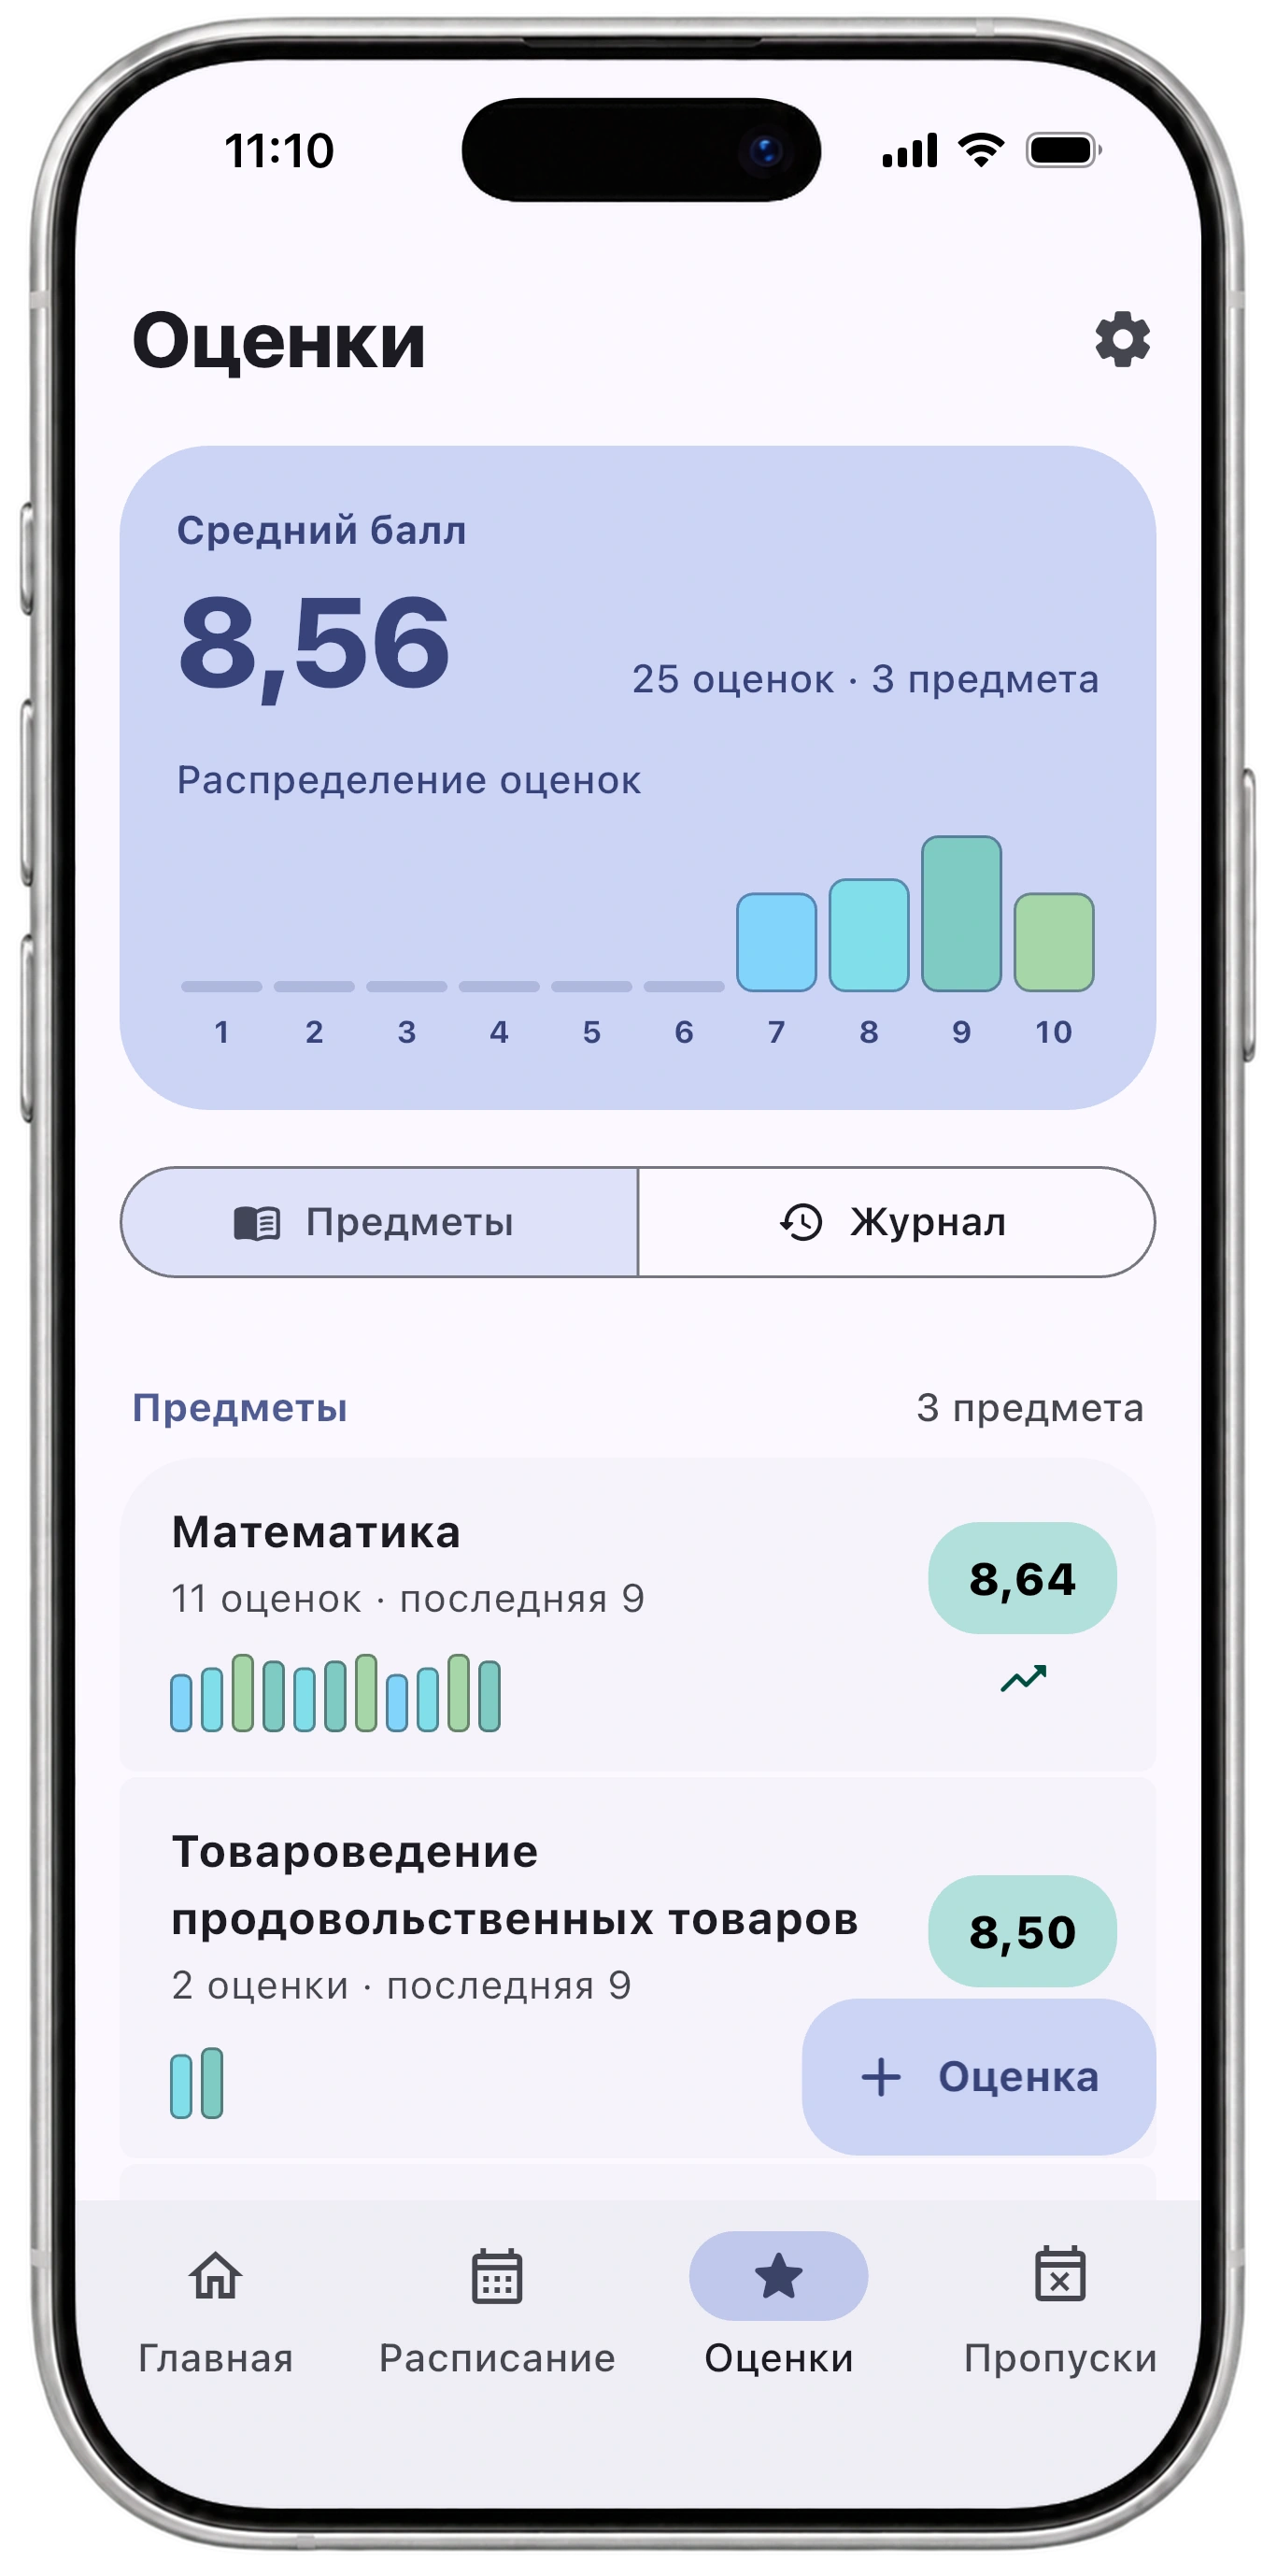 11:10
Оценки
Средний балл
8,56
25 оценок · 3 предмета
Распределение оценок
1 2 3 4 5 6 7 8 9 10
Предметы
Журнал
Предметы
3 предмета
Математика
11 оценок · последняя 9
8,64
Товароведение
продовольственных товаров
8,50
2 оценки · последняя 9
+ Оценка
Главная
Расписание
Оценки
Пропуски